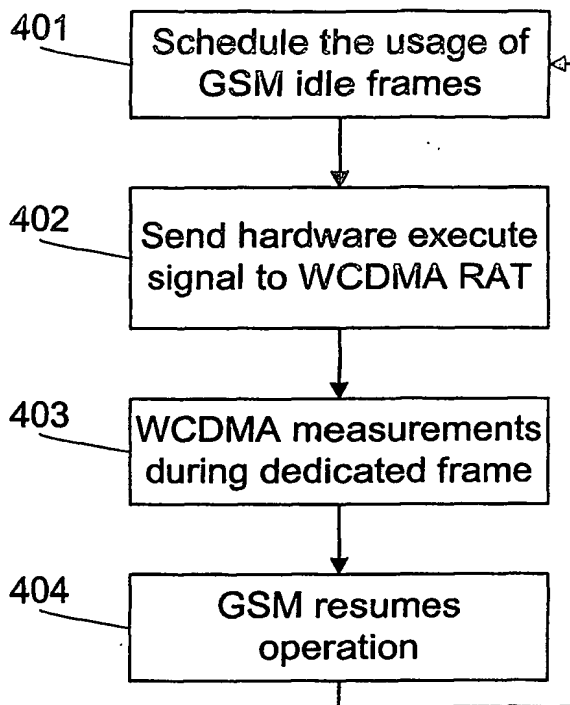 401
Schedule the usage of
GSM idle frames
402
Send hardware execute
signal to WCDMA RAT
403
WCDMA measurements
during dedicated frame
404
GSM resumes
operation